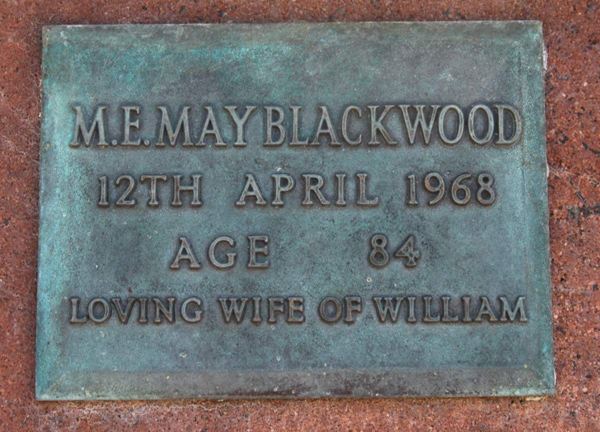 M.E. MAY BLACKWOOD
12TH APRIL 1968
AGE 84
LOVING WIFE OF WILLIAM